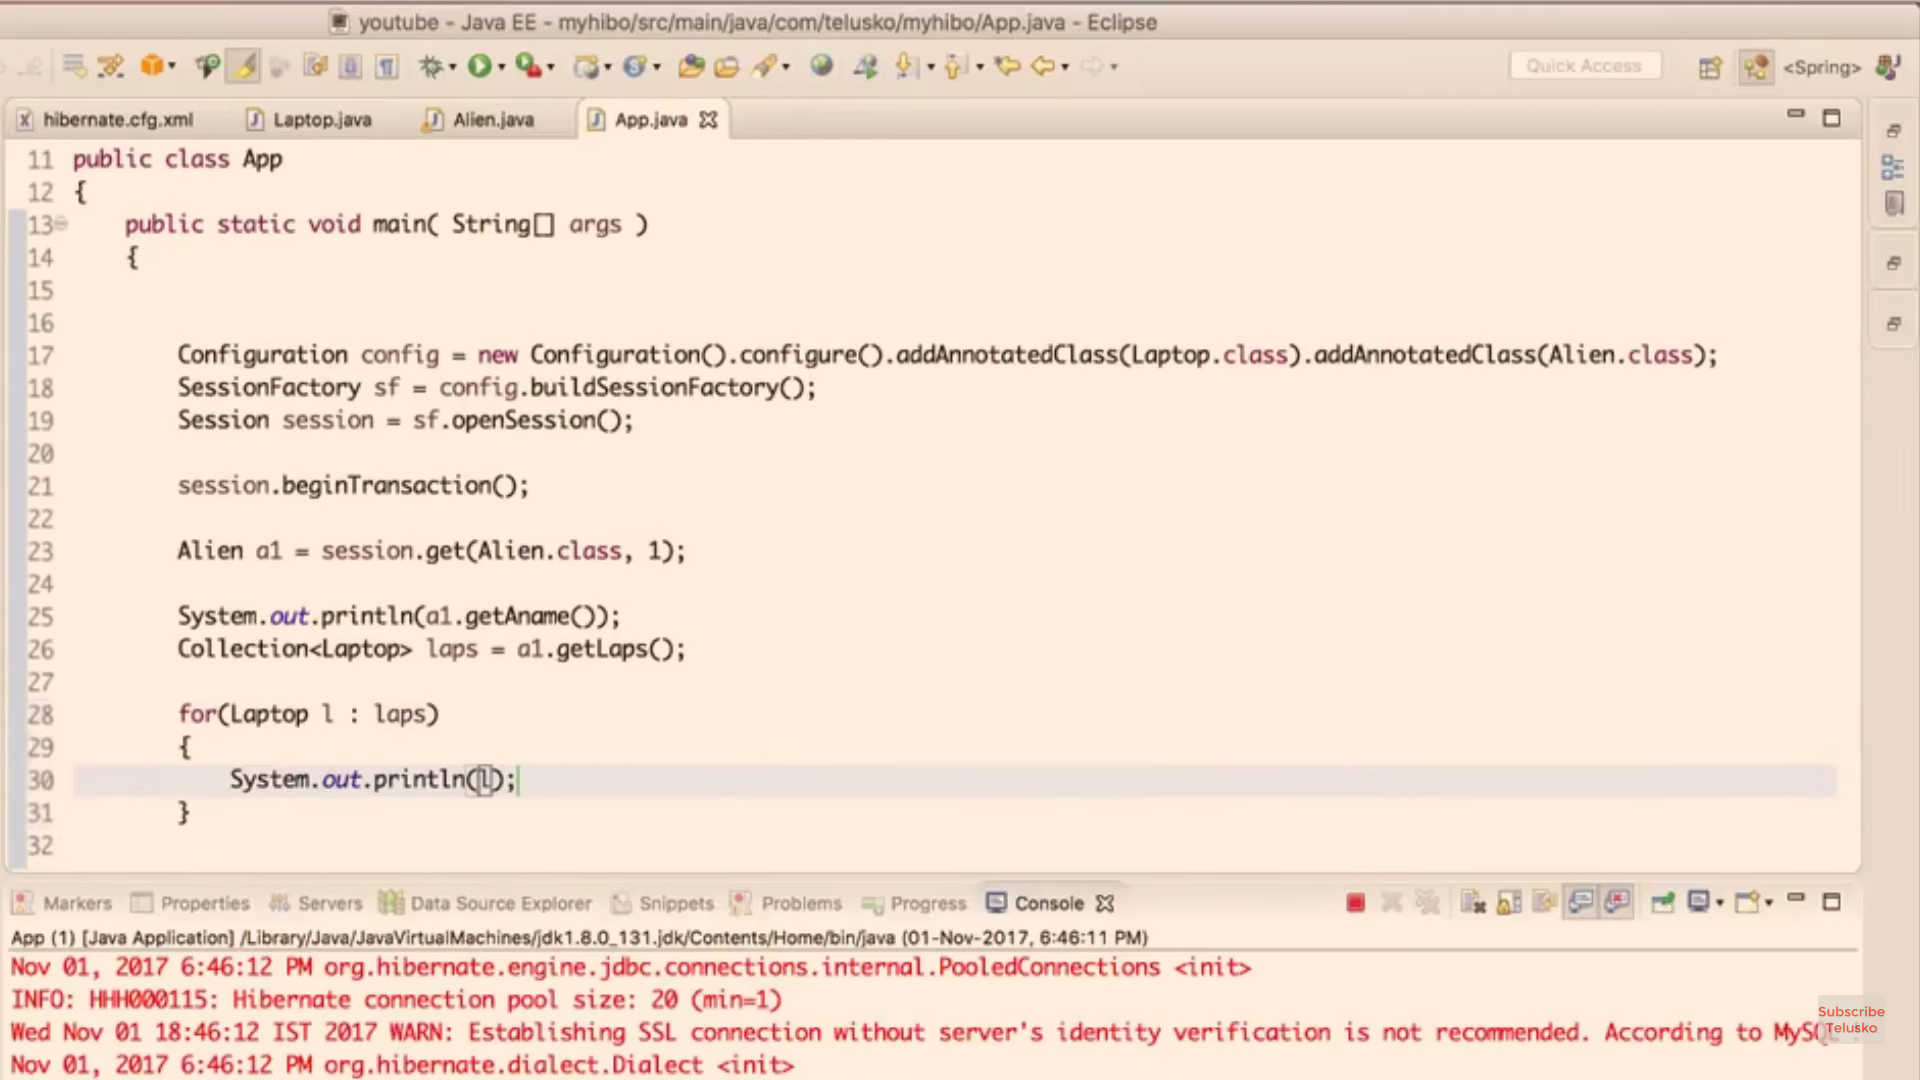 youtube - Java EE - myhibo/src/main/java/com/telusko/myhibo/App.java - Eclipse
Quick Access
<Spring>
hibernate.cfg.xml
Laptop.java
Alien.java
App.java
11 public class App
12 {
13 public static void main( String[] args )
14 {
15
16
17 Configuration config = new Configuration().configure().addAnnotatedClass(Laptop.class).addAnnotatedClass(Alien.class);
18 SessionFactory sf = config.buildSessionFactory();
19 Session session = sf.openSession();
20
21 session.beginTransaction();
22
23 Alien a1 = session.get(Alien.class, 1);
24
25 System.out.println(a1.getAname());
26 Collection<Laptop> laps = a1.getLaps();
27
28 for(Laptop l : laps)
29 {
30 System.out.println(l);
31 }
32
Markers Properties Servers Data Source Explorer Snippets Problems Progress Console
App (1) [Java Application] /Library/Java/JavaVirtualMachines/jdk1.8.0_131.jdk/Contents/Home/bin/java (01-Nov-2017, 6:46:11 PM)
Nov 01, 2017 6:46:12 PM org.hibernate.engine.jdbc.connections.internal.PooledConnections <init>
INFO: HHH000115: Hibernate connection pool size: 20 (min=1)
Wed Nov 01 18:46:12 IST 2017 WARN: Establishing SSL connection without server's identity verification is not recommended. According to MySQL
Nov 01, 2017 6:46:12 PM org.hibernate.dialect.Dialect <init>
Subscribe
Telusko